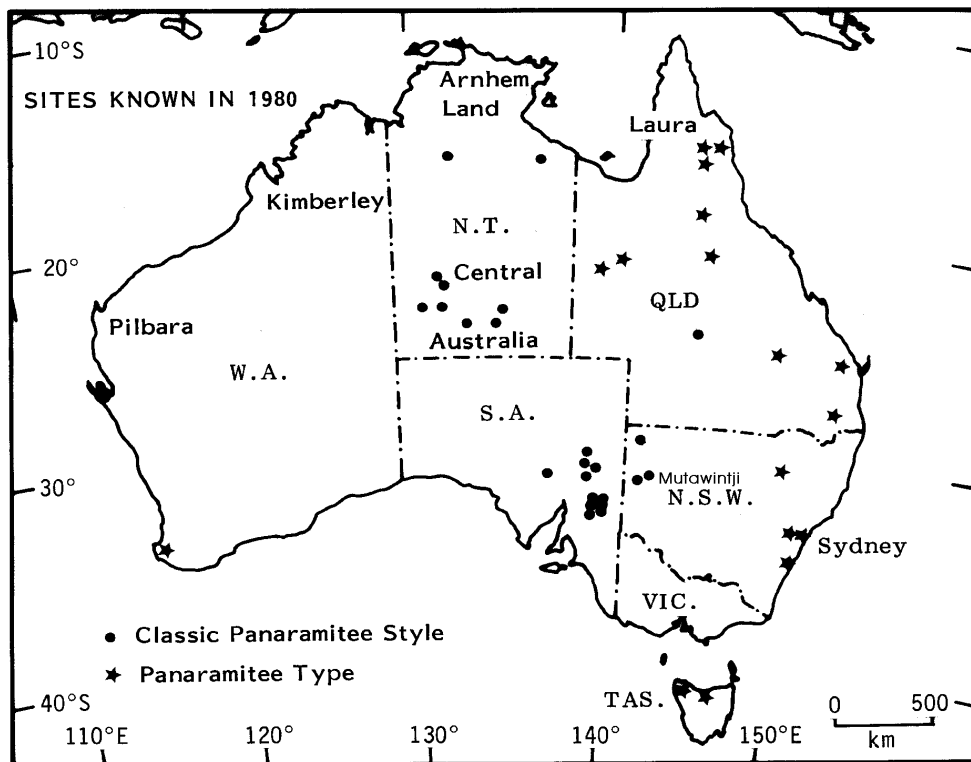 10°S
SITES KNOWN IN 1980
Arnhem
Land
Laura
Kimberley
N.T.
20°
Central
QLD
Pilbara
Australia
W.A.
S.A.
30°
Mutawintji
N.S.W.
Sydney
VIC.
Classic Panaramitee Style
Panaramitee Type
40°S
TAS.
0 500
km
110°E 120° 130° 140° 150°E